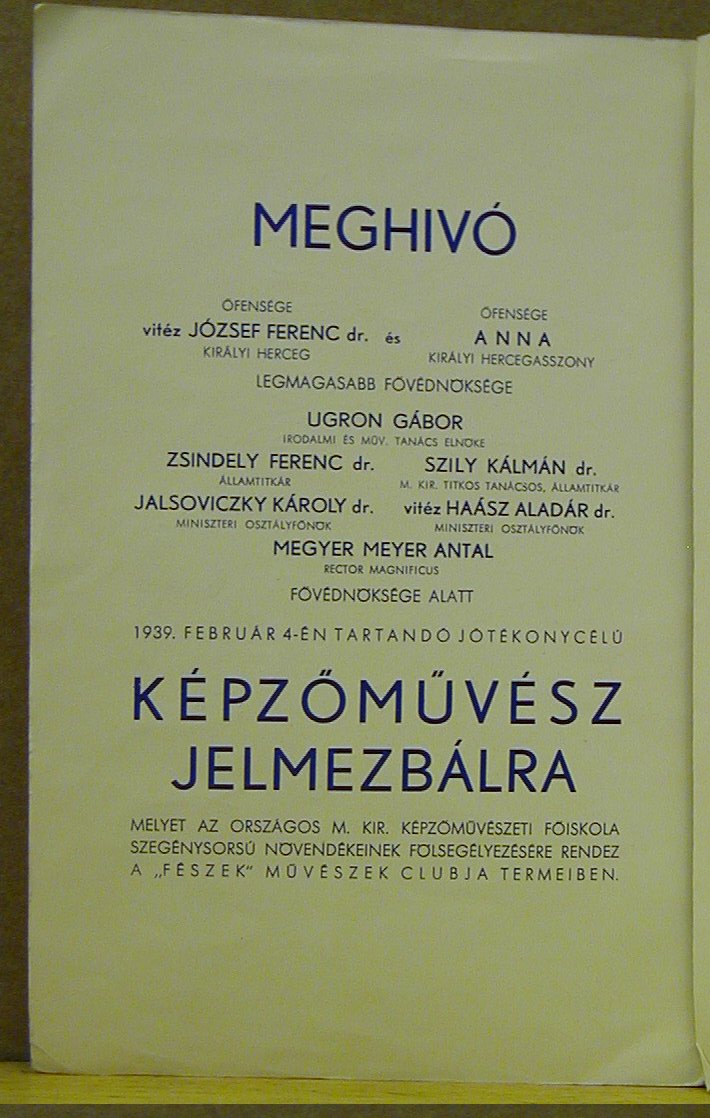 MEGHIVÓ
ŐFENSÉGE ŐFENSÉGE
vitéz JÓZSEF FERENC dr. és ANNA
KIRÁLYI HERCEG KIRÁLYI HERCEGASSZONY
LEGMAGASABB FŐVÉDNÖKSÉGE
UGRON GÁBOR
IRODALMI ÉS MŰV. TANÁCS ELNÖKE
ZSINDELY FERENC dr. SZILY KÁLMÁN dr.
ÁLLAMTITKÁR M. KIR. TITKOS TANÁCSOS, ÁLLAMTITKÁR
JALSOVICZKY KÁROLY dr. vitéz HAÁSZ ALADÁR dr.
MINISZTERI OSZTÁLYFŐNÖK MINISZTERI OSZTÁLYFŐNÖK
MEGYER MEYER ANTAL
RECTOR MAGNIFICUS
FŐVÉDNÖKSÉGE ALATT
1939. FEBRUÁR 4-ÉN TARTANDÓ JÓTÉKONYCÉLÚ
KÉPZŐMŰVÉSZ
JELMEZBÁLRA
MELYET AZ ORSZÁGOS M. KIR. KÉPZŐMŰVÉSZETI FŐISKOLA
SZEGÉNYSORSÚ NÖVENDÉKEINEK FÖLSEGÉLYEZÉSÉRE RENDEZ
A „FÉSZEK" MŰVÉSZEK CLUBJA TERMEIBEN.